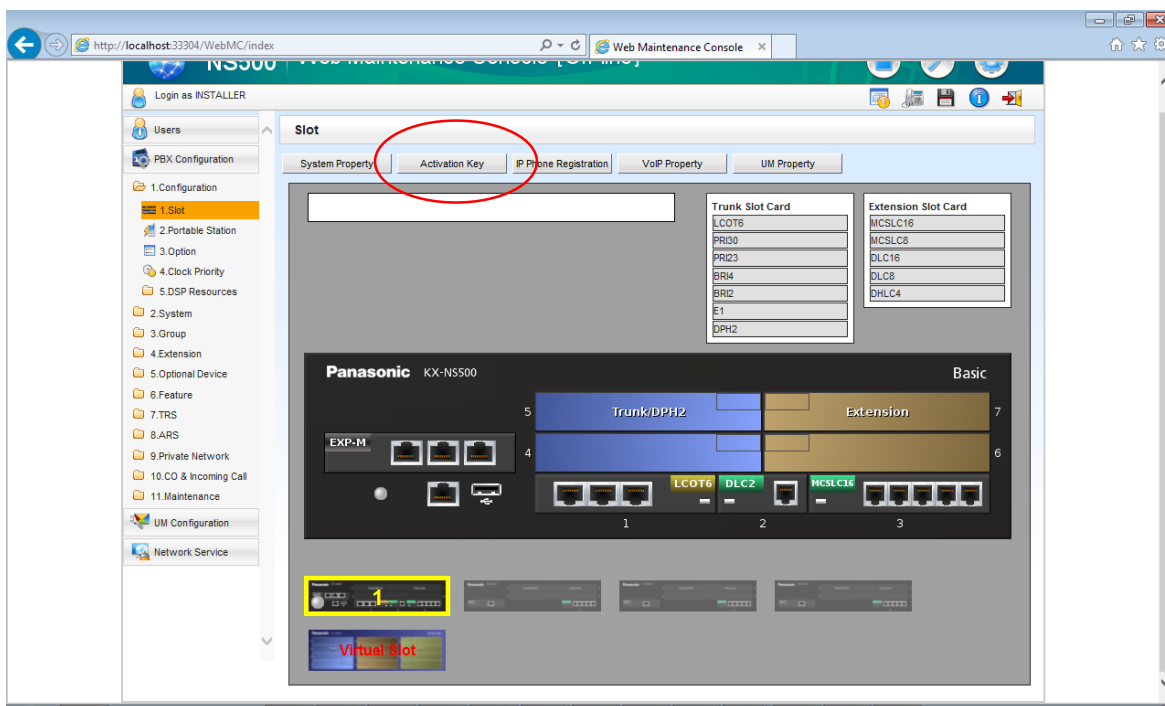 http://localhost:33304/WebMC/index
Web Maintenance Console
NS500
Web Maintenance Console
Login as INSTALLER
Users
PBX Configuration
1.Configuration
1.Slot
2.Portable Station
3.Option
4.Clock Priority
5.DSP Resources
2.System
3.Group
4.Extension
5.Optional Device
6.Feature
7.TRS
8.ARS
9.Private Network
10.CO & Incoming Call
11.Maintenance
UM Configuration
Network Service
Slot
System Property
Activation Key
IP Phone Registration
VoIP Property
UM Property
Trunk Slot Card
LCOT6
PRI30
PRI23
BRI4
BRI2
E1
DPH2
Extension Slot Card
MCSLC16
MCSLC8
DLC16
DLC8
DHLC4
Panasonic KX-NS500
Basic
5 Trunk/DPH2 Extension 7
EXP-M
4 6
LCOT6 DLC2 MCSLC16
1 2 3
1
Virtual Slot